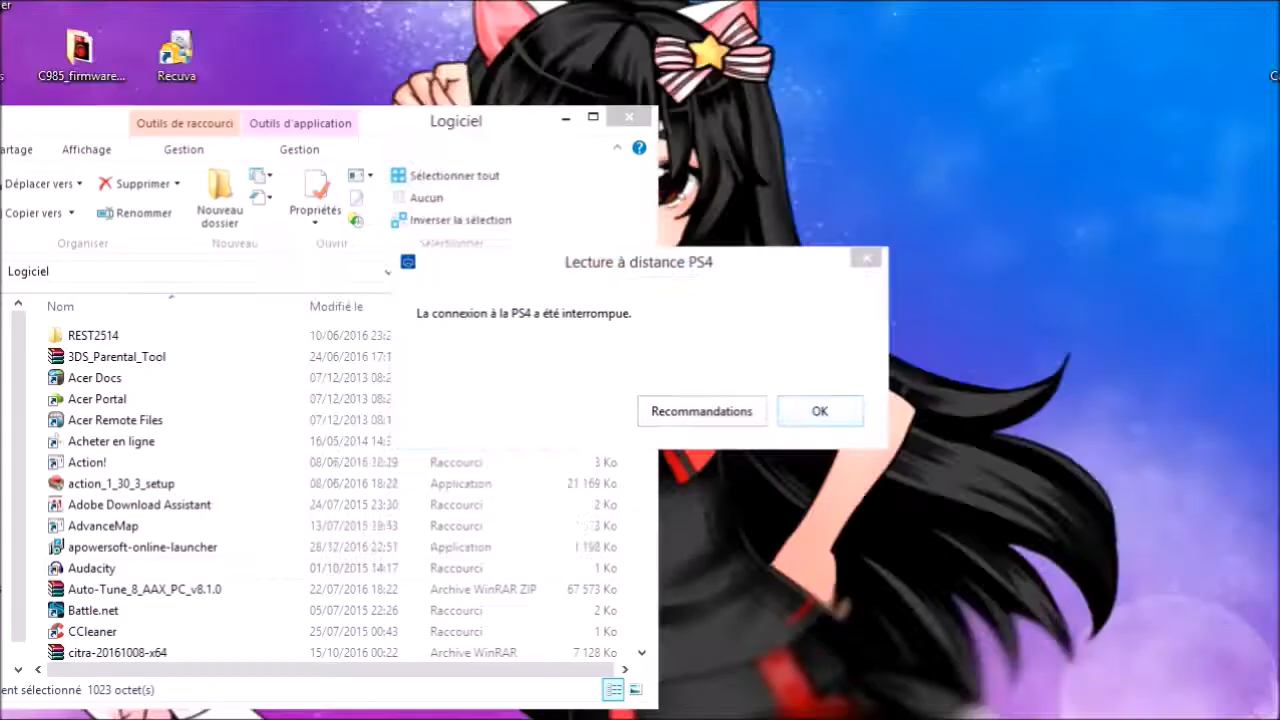 er
C985_firmware...
Recuva
s
C
Outils de raccourci Outils d'application Logiciel
artage Affichage Gestion Gestion
Déplacer vers Supprimer
Copier vers Renommer
Nouveau
dossier
Propriétés
Sélectionner tout
Aucun
Inverser la sélection
Organiser Nouveau Ouvrir Sélectionner
Logiciel
Lecture à distance PS4
La connexion à la PS4 a été interrompue.
Recommandations OK
Nom Modifié le
REST2514 10/06/2016 23:2
3DS_Parental_Tool 24/06/2016 17:1
Acer Docs 07/12/2013 08:2
Acer Portal 07/12/2013 08:2
Acer Remote Files 07/12/2013 08:1
Acheter en ligne 16/05/2014 14:3
Action! 08/06/2016 18:29 Raccourci 3 Ko
action_1_30_3_setup 08/06/2016 18:22 Application 21 169 Ko
Adobe Download Assistant 24/07/2015 23:30 Raccourci 2 Ko
AdvanceMap 13/07/2015 Raccourci Ko
apowersoft-online-launcher 28/12/2016 22:51 Application 1 198 Ko
Audacity 01/10/2015 14:17 Raccourci 1 Ko
Auto-Tune_8_AAX_PC_v8.1.0 22/07/2016 18:22 Archive WinRAR ZIP 67 573 Ko
Battle.net 05/07/2015 22:26 Raccourci 2 Ko
CCleaner 25/07/2015 00:43 Raccourci 1 Ko
citra-20161008-x64 15/10/2016 00:22 Archive WinRAR 7 128 Ko
ent sélectionné 1023 octet(s)